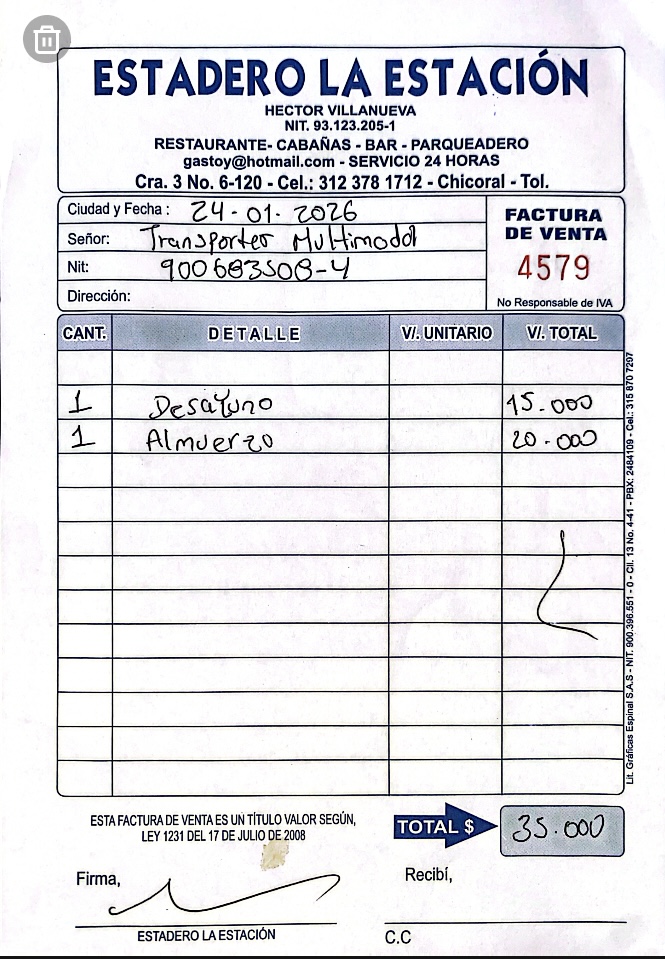 ESTADERO LA ESTACIÓN
HECTOR VILLANUEVA
NIT. 93.123.205-1
RESTAURANTE- CABAÑAS - BAR - PARQUEADERO
gastoy@hotmail.com - SERVICIO 24 HORAS
Cra. 3 No. 6-120 - Cel.: 312 378 1712 - Chicoral - Tol.
Ciudad y Fecha : 24-01-2026
Señor: Transporter Multimodal
Nit: 900683508-4
Dirección:
FACTURA
DE VENTA
4579
No Responsable de IVA
CANT. DETALLE V/. UNITARIO V/. TOTAL
1 Desayuno 15.000
1 Almuerzo 20.000
Lit. Gráficas Espinal S.A.S - NIT. 900.396.551 - 0 - Cll. 13 No. 4-41 - PBX: 2484109 - Cel.: 315 870 7297
ESTA FACTURA DE VENTA ES UN TÍTULO VALOR SEGÚN,
LEY 1231 DEL 17 DE JULIO DE 2008
TOTAL $ 35.000
Firma,
ESTADERO LA ESTACIÓN
Recibí,
C.C